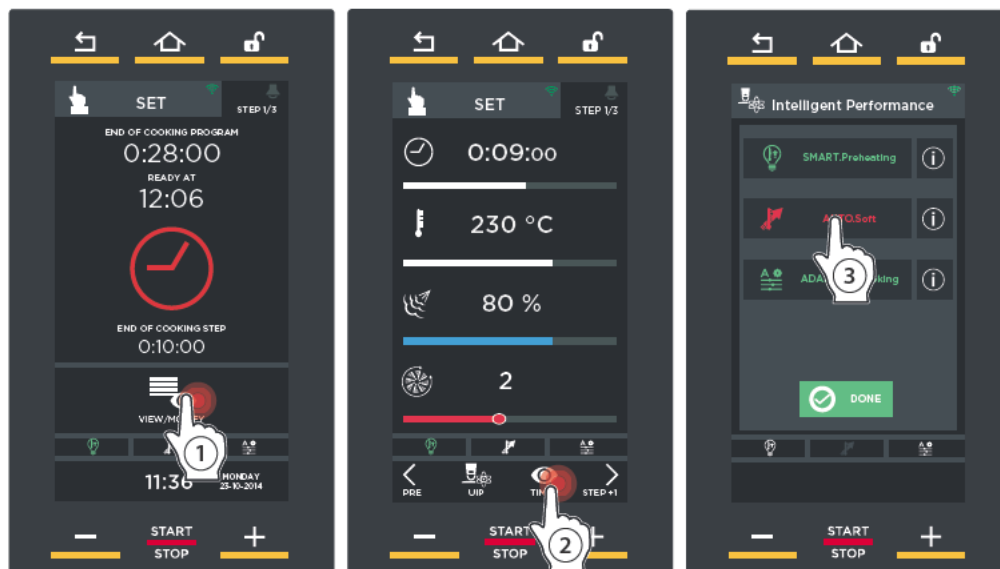 SET
STEP 1/3
END OF COOKING PROGRAM
0:28:00
READY AT
12:06
END OF COOKING STEP
0:10:00
1
11:36
MONDAY
23-10-2014
START
STOP
SET
STEP 1/3
0:09:00
230 °C
80 %
2
PRE
UIP
STEP +1
START
STOP
2
Intelligent Performance
SMART.Preheating
i
AUTO.Soft
i
3
i
DONE
START
STOP